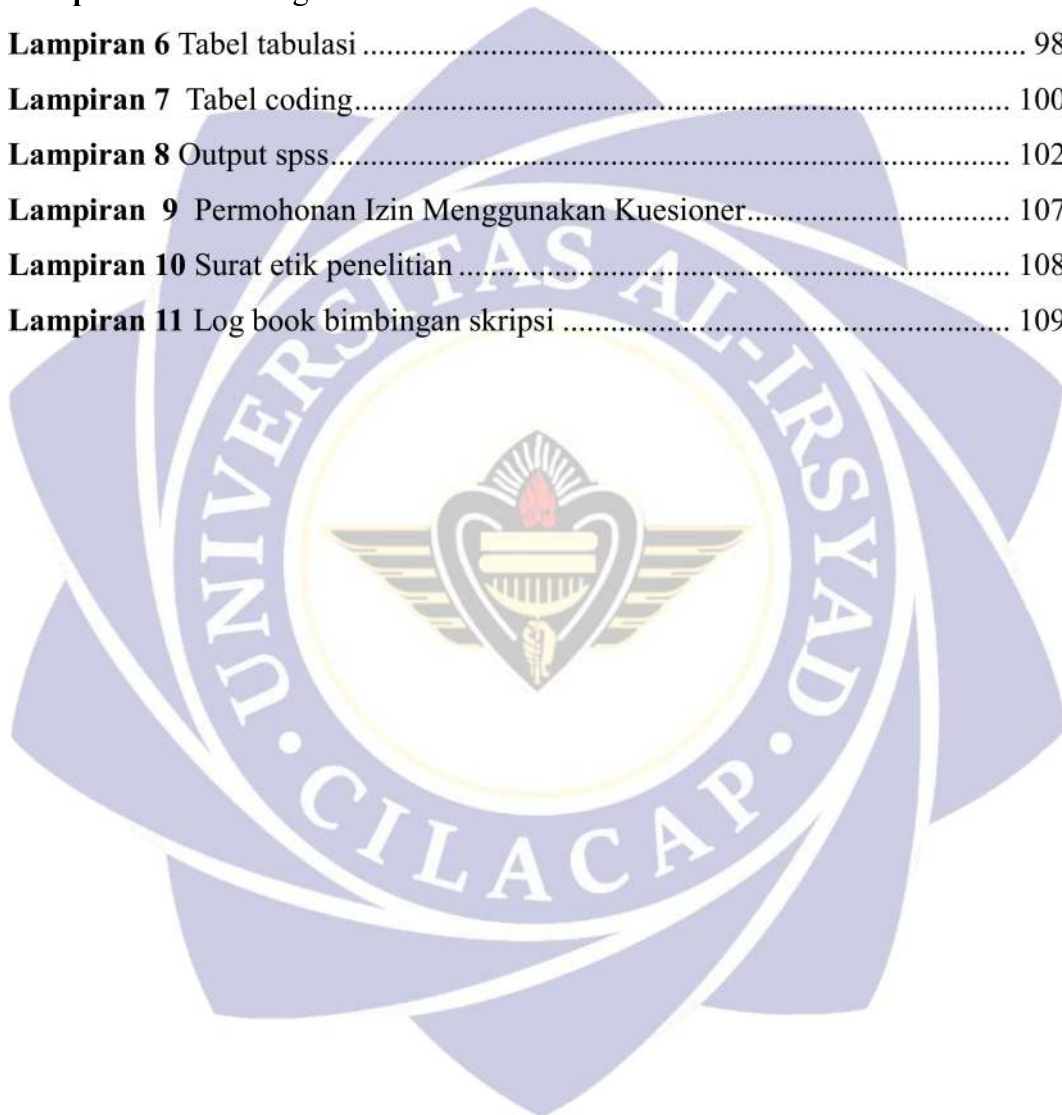 Lampiran 6 Tabel tabulasi ........................................................................................ 98
Lampiran 7  Tabel coding..................................................................................... 100
Lampiran 8 Output spss........................................................................................ 102
Lampiran  9  Permohonan Izin Menggunakan Kuesioner.................................. 107
Lampiran 10 Surat etik penelitian ....................................................................... 108
Lampiran 11 Log book bimbingan skripsi .......................................................... 109
UNIVERSITAS AL-IRSYAD
• CILACAP •